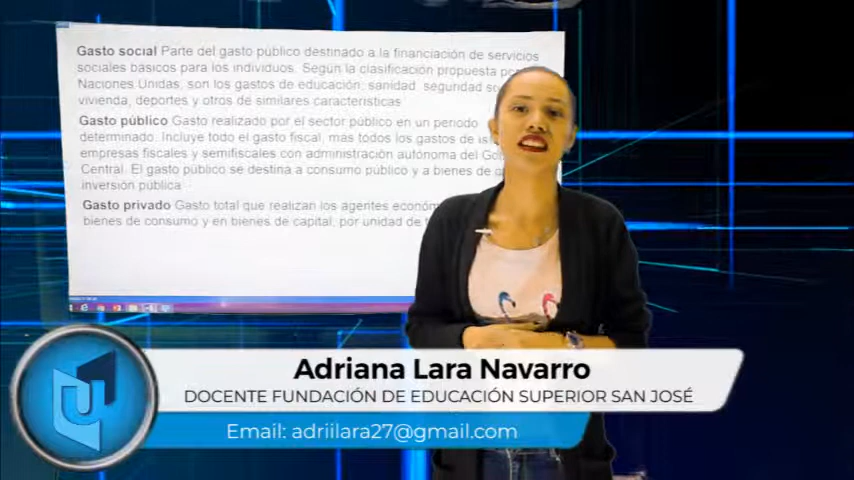 Gasto social Parte del gasto público destinado a la financiación de servicios
sociales básicos para los individuos. Según la clasificación propuesta
Naciones Unidas, son los gastos de educación, sanidad, seguridad
vivienda, deportes y otros de similares características
Gasto público Gasto realizado por el sector público en un periodo
determinado. Incluye todo el gasto fiscal, mas todos los gastos de
empresas fiscales y semifiscales con administración autónoma del
Central. El gasto público se destina a consumo público y a bienes de
inversión pública
Gasto privado Gasto total que realizan los agentes
bienes de consumo y en bienes de capital, por unidad de
Adriana Lara Navarro
DOCENTE FUNDACIÓN DE EDUCACIÓN SUPERIOR SAN JOSÉ
Email: adriilara27@gmail.com